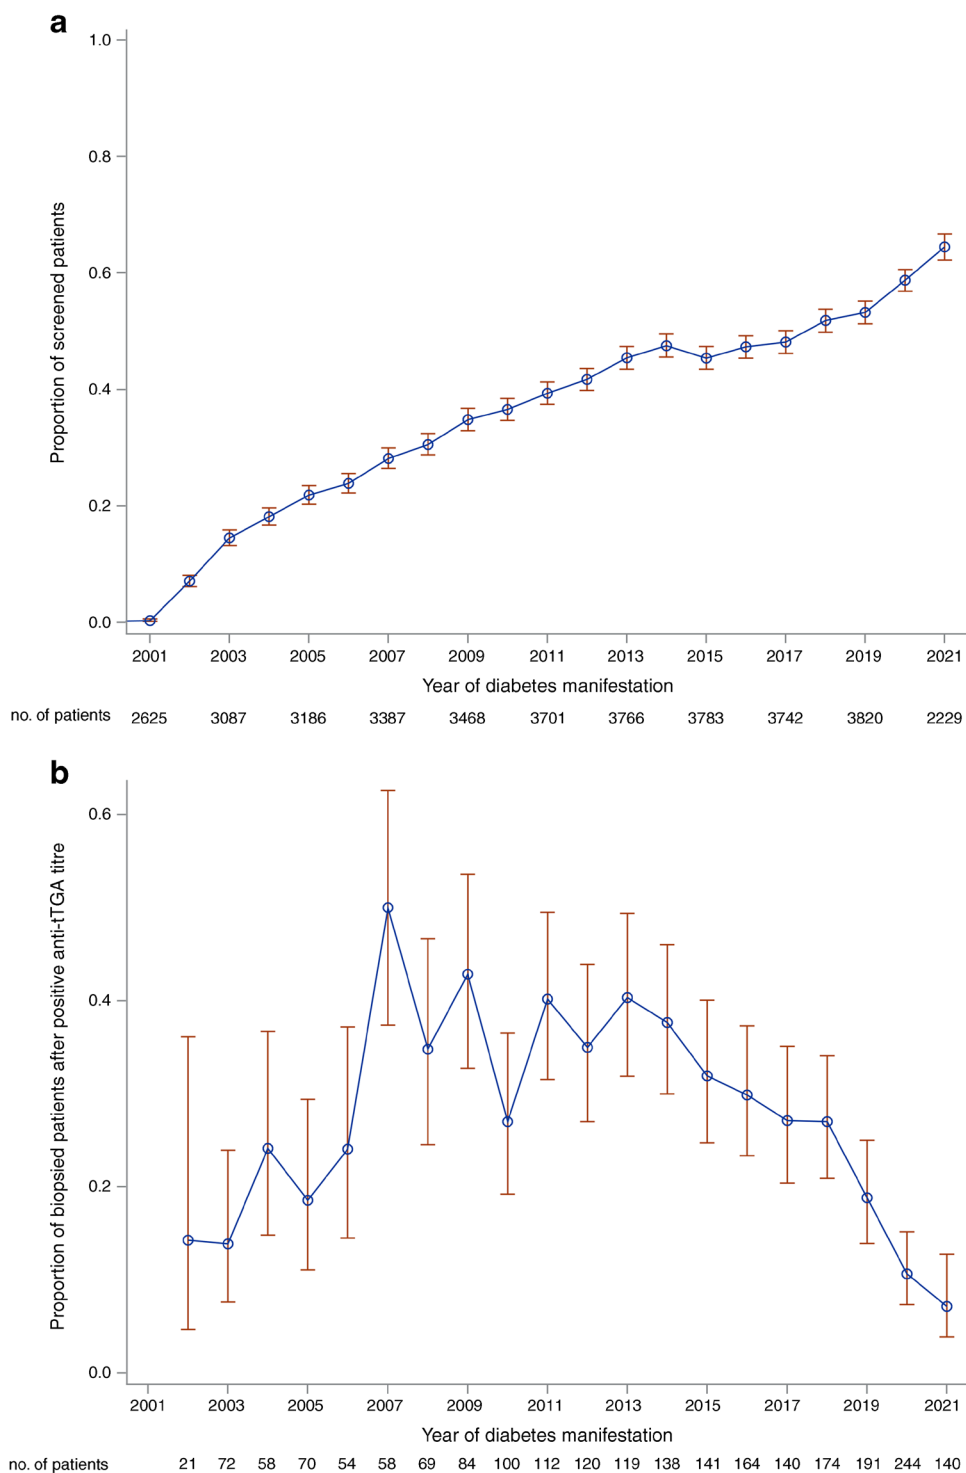 a
Proportion of screened patients
1.0
0.8
0.6
0.4
0.2
0.0
2001 2003 2005 2007 2009 2011 2013 2015 2017 2019 2021
Year of diabetes manifestation
no. of patients 2625 3087 3186 3387 3468 3701 3766 3783 3742 3820 2229
b
Proportion of biopsied patients after positive anti-tTGA titre
0.6
0.4
0.2
0.0
2001 2003 2005 2007 2009 2011 2013 2015 2017 2019 2021
Year of diabetes manifestation
no. of patients 21 72 58 70 54 58 69 84 100 112 120 119 138 141 164 140 174 191 244 140